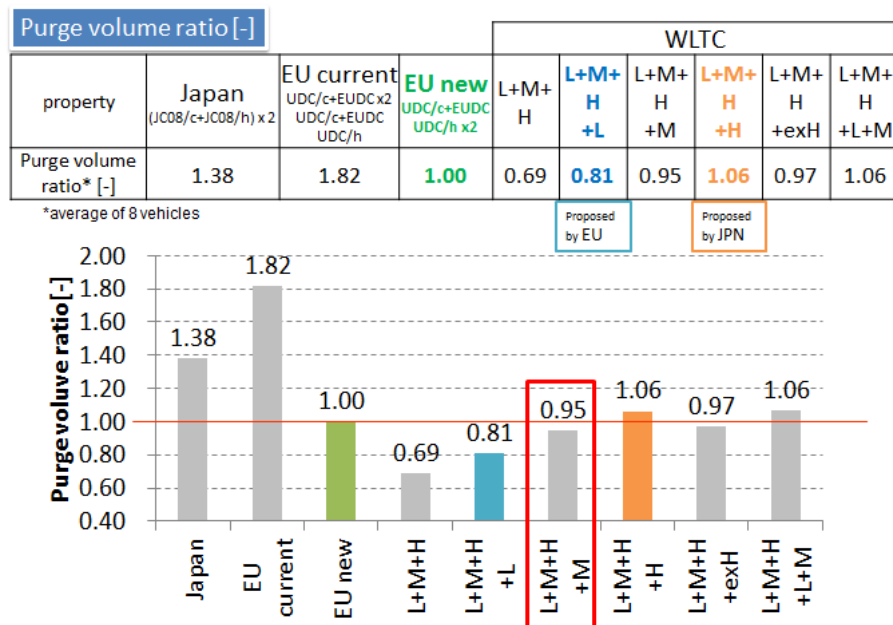 Purge volume ratio [-]
WLTC
property
Japan
(JC08/c+JC08/h) x 2
EU current
UDC/c+EUDC x2
UDC/c+EUDC
UDC/h
EU new
UDC/c+EUDC
UDC/h x2
L+M+
H
L+M+
H
+L
L+M+
H
+M
L+M+
H
+H
L+M+
H
+exH
L+M+
H
+L+M
Purge volume
ratio* [-]
1.38
1.82
1.00
0.69
0.81
0.95
1.06
0.97
1.06
*average of 8 vehicles
Proposed
by EU
Proposed
by JPN
Purge voluve ratio[-]
2.00
1.80
1.60
1.40
1.20
1.00
0.80
0.60
0.40
1.38
1.82
1.00
0.69
0.81
0.95
1.06
0.97
1.06
Japan
EU
current
EU new
L+M+H
L+M+H
+L
L+M+H
+M
L+M+H
+H
L+M+H
+exH
L+M+H
+L+M